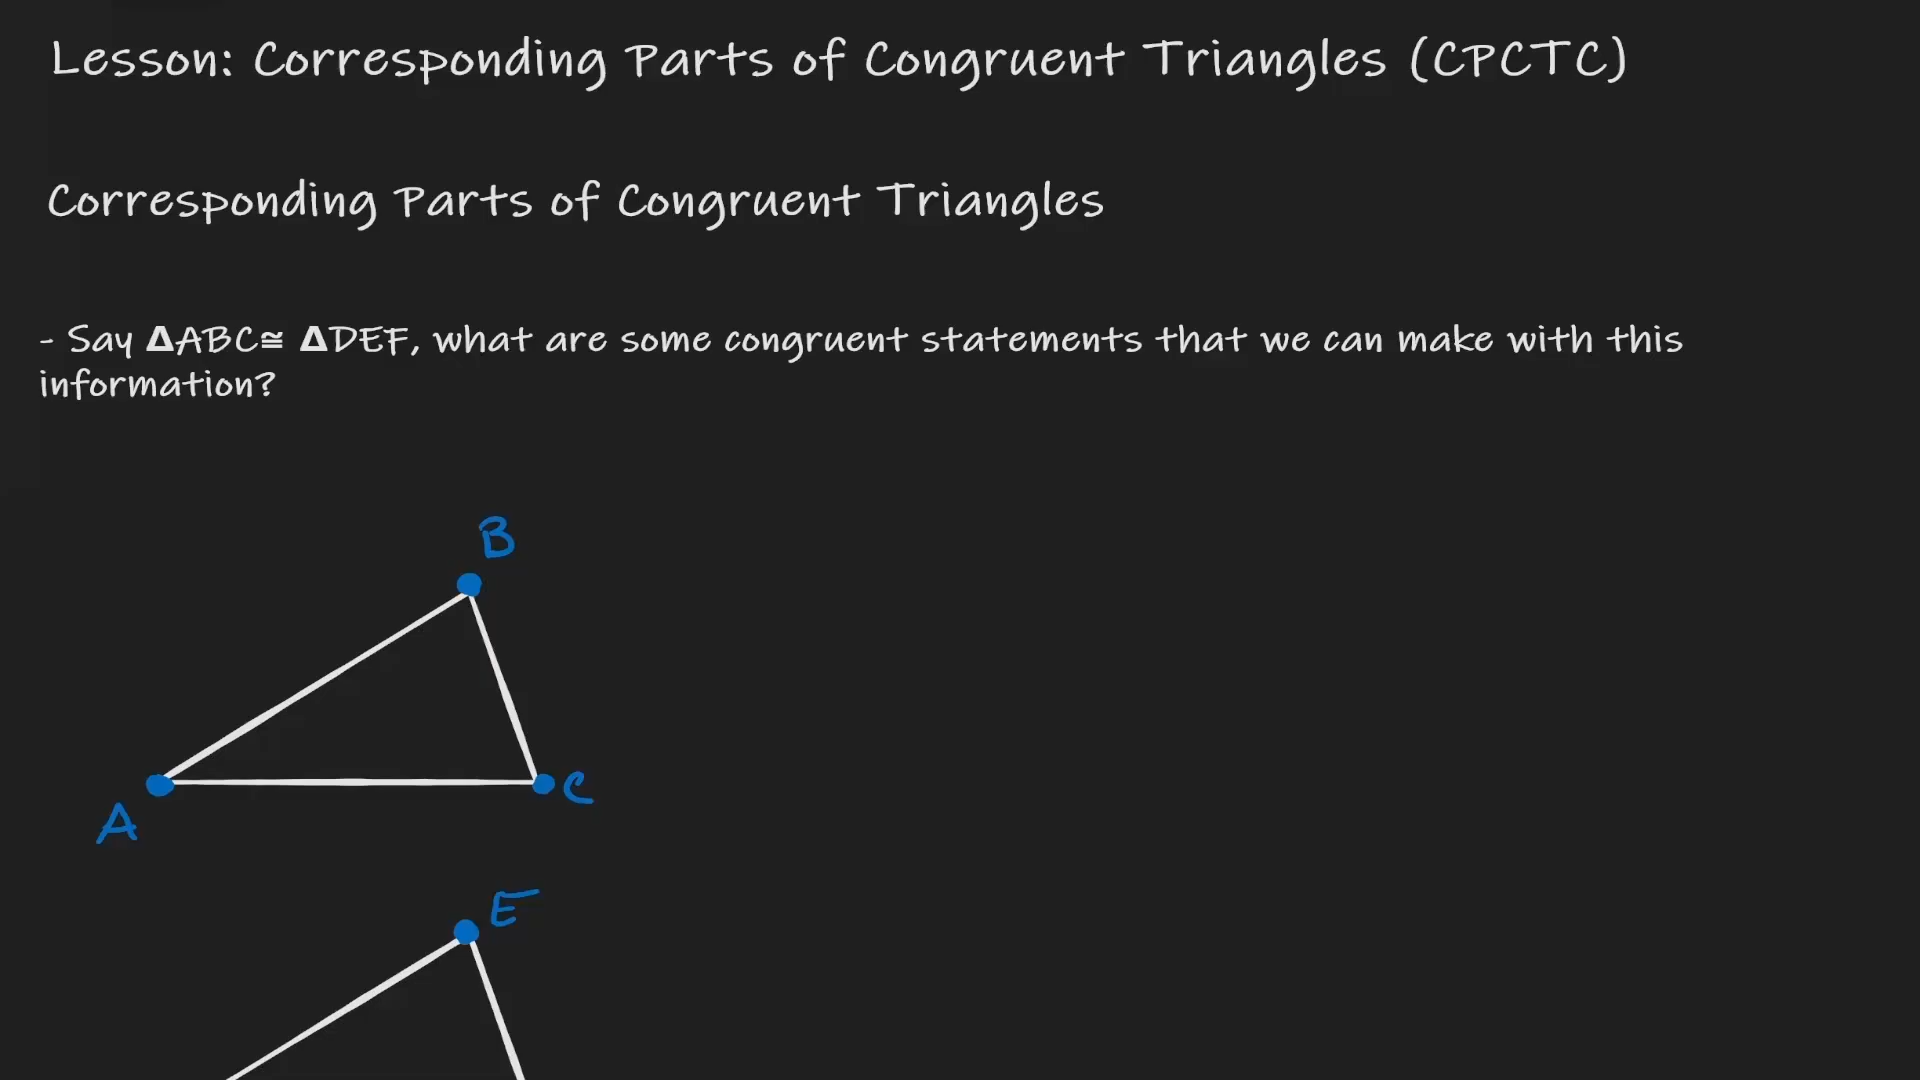 Lesson: Corresponding Parts of Congruent Triangles (CPCTC)
Corresponding Parts of Congruent Triangles
- Say ΔABC≅ ΔDEF, what are some congruent statements that we can make with this
information?
B
A
C
E